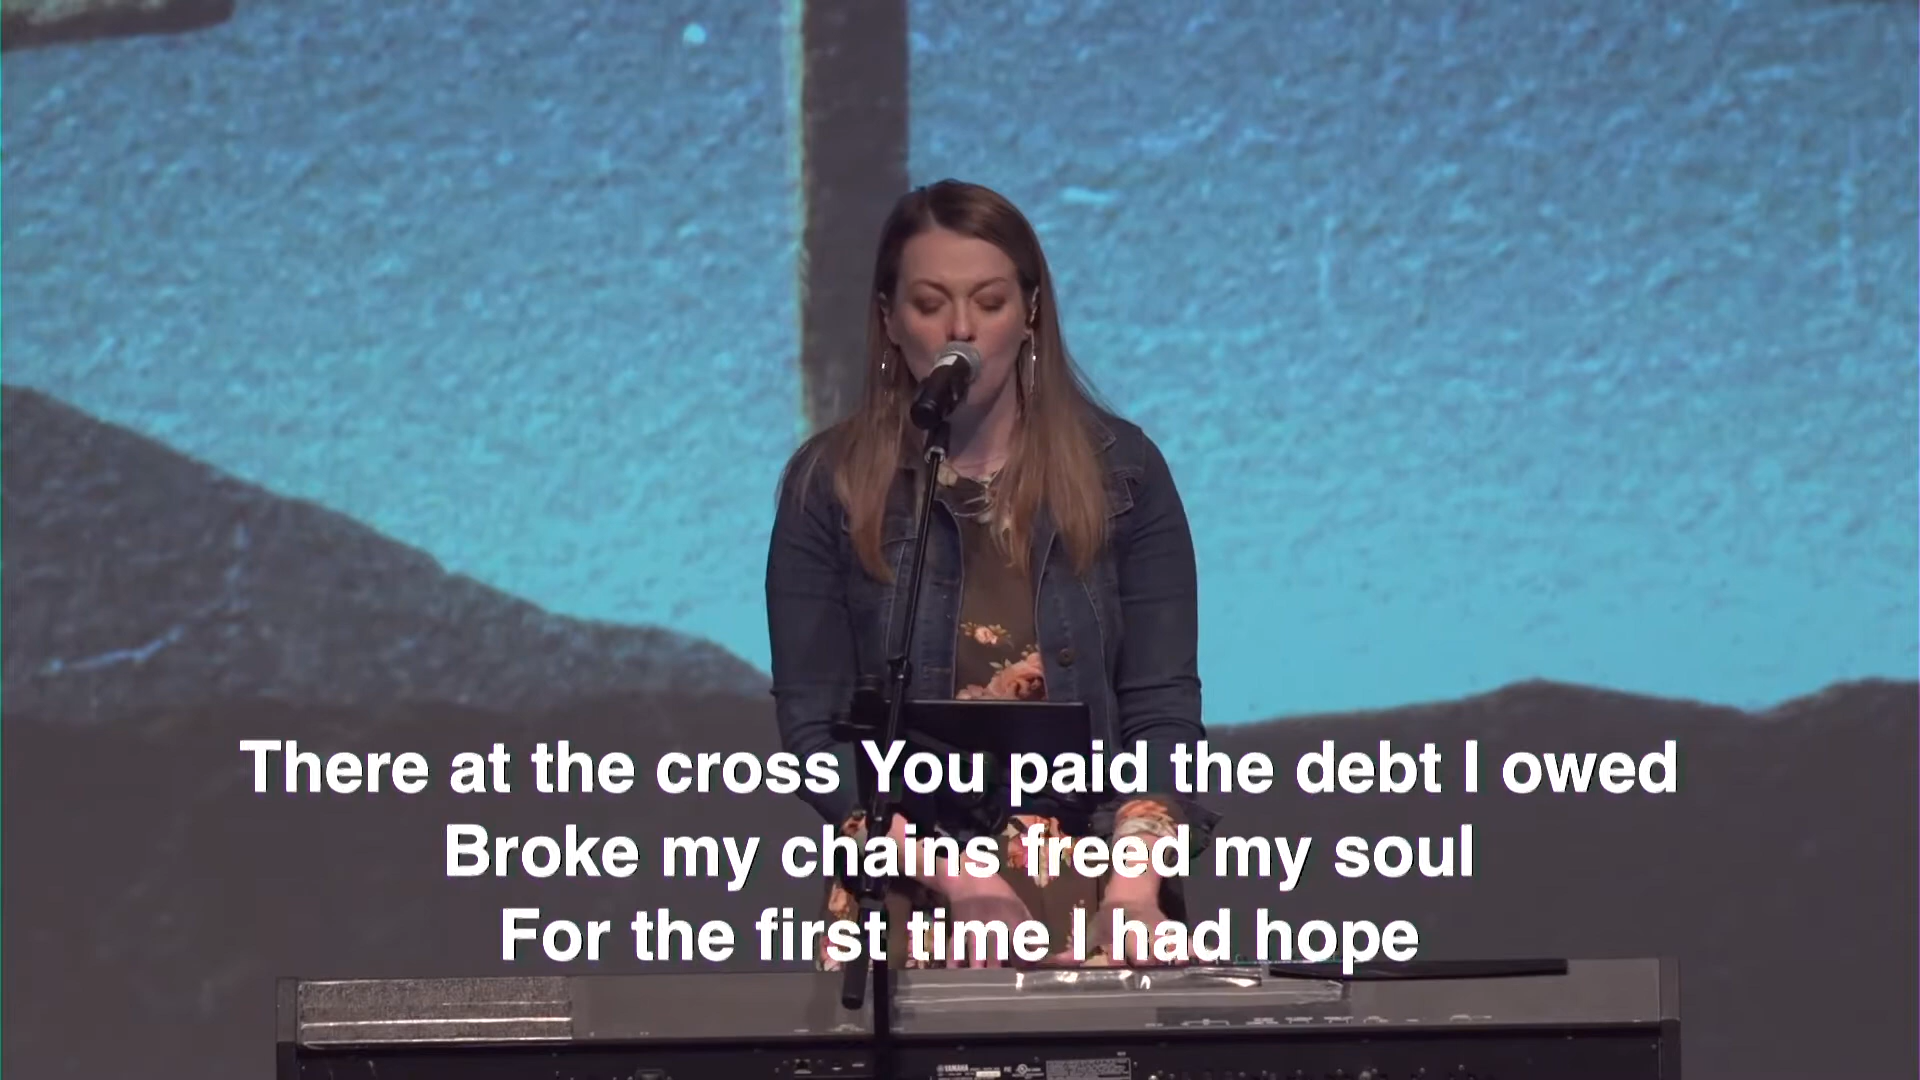 There at the cross You paid the debt I owed
Broke my chains freed my soul
For the first time I had hope
YAMAHA